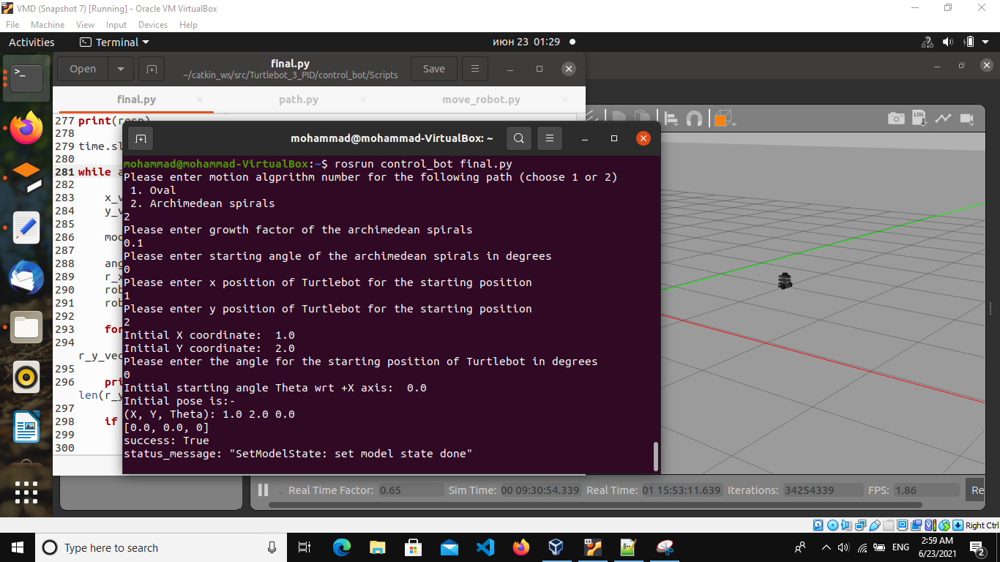 VMD (Snapshot 7) [Running] - Oracle VM VirtualBox
File Machine View Input Devices Help
Activities Terminal июн 23 01:29
Open final.py Save
~/catkin_ws/src/Turtlebot_3_PID/control_bot/Scripts
final.py path.py move_robot.py
277 print(resp)
278
279 time.sl
280
281 while a
282
283 x_v
284 y_v
285
286 moc
287
288 ang
289 r_x
290 rob
291 rob
292
293 for
294
r_y_vec
295
296 pri
len(r_y
297
298 if
299
300
mohammad@mohammad-VirtualBox: ~
mohammad@mohammad-VirtualBox:~$ rosrun control_bot final.py
Please enter motion algprithm number for the following path (choose 1 or 2)
1. Oval
2. Archimedean spirals
2
Please enter growth factor of the archimedean spirals
0.1
Please enter starting angle of the archimedean spirals in degrees
0
Please enter x position of Turtlebot for the starting position
1
Please enter y position of Turtlebot for the starting position
2
Initial X coordinate: 1.0
Initial Y coordinate: 2.0
Please enter the angle for the starting position of Turtlebot in degrees
0
Initial starting angle Theta wrt +X axis: 0.0
Initial pose is:-
(X, Y, Theta): 1.0 2.0 0.0
[0.0, 0.0, 0]
success: True
status_message: "SetModelState: set model state done"
LOG
Real Time Factor: 0.65 Sim Time: 00 09:30:54.339 Real Time: 01 15:53:11.639 Iterations: 34254339 FPS: 1.86 Re
Right Ctrl
Type here to search
ENG
2:59 AM
6/23/2021
2